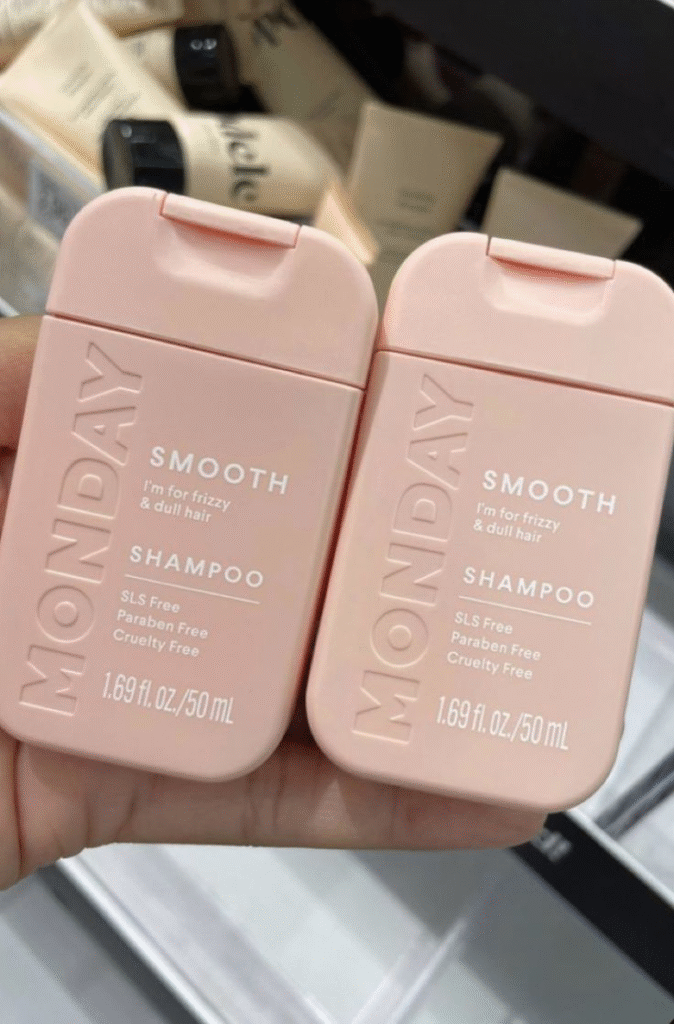 Mele
MONDAY
SMOOTH
I'm for frizzy
& dull hair
SHAMPOO
SLS Free
Paraben Free
Cruelty Free
1.69 fl. oz./50 mL
MONDAY
SMOOTH
I'm for frizzy
& dull hair
SHAMPOO
SLS Free
Paraben Free
Cruelty Free
1.69 fl. oz./50 mL